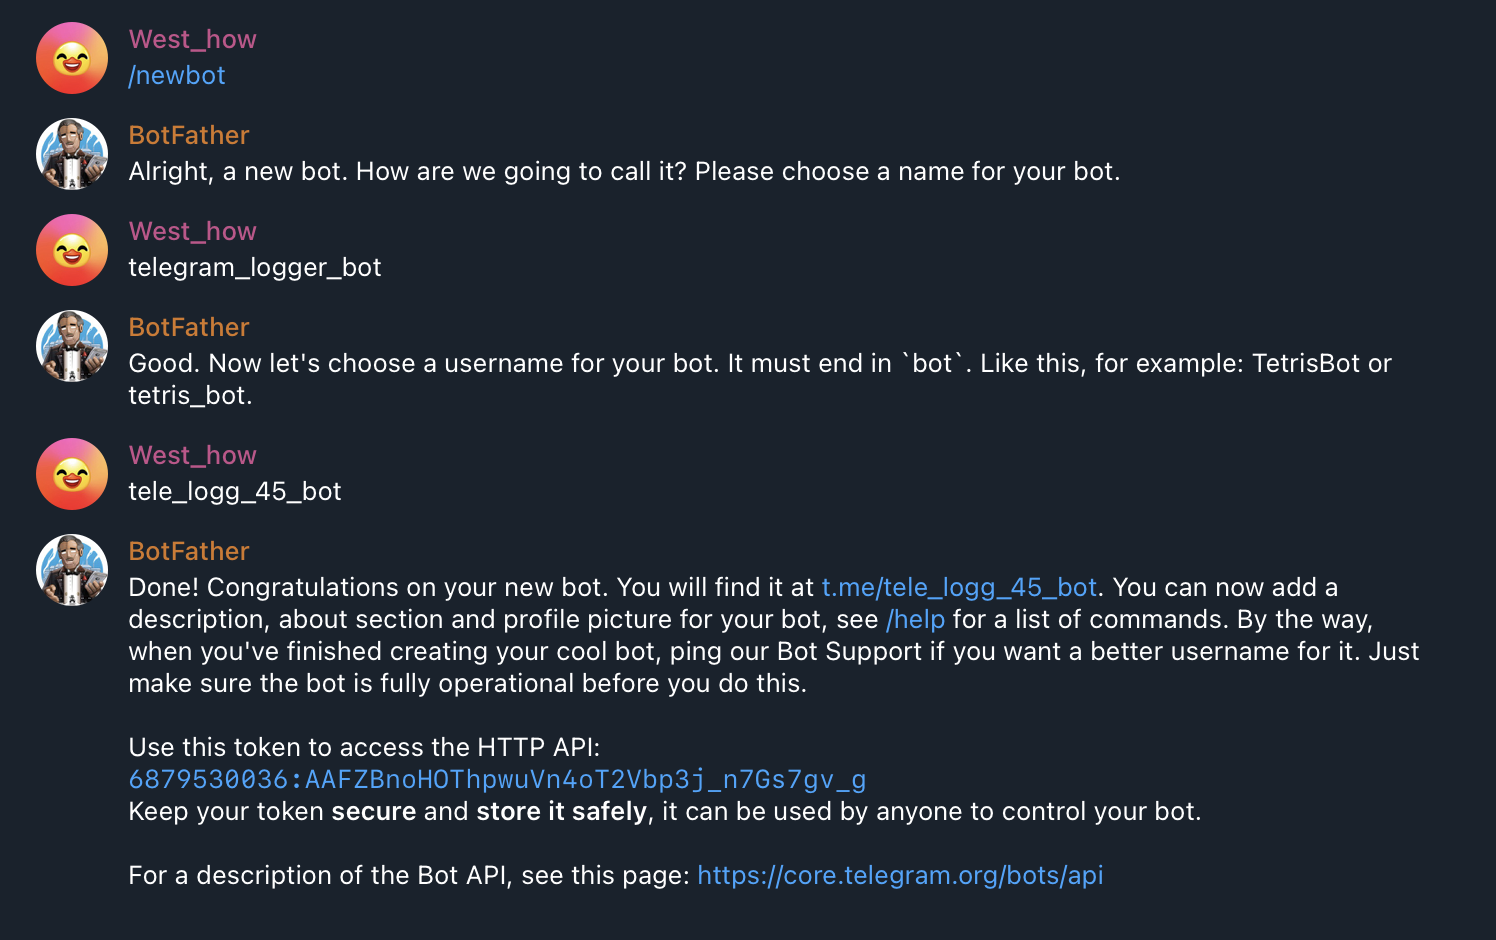 West_how
/newbot
BotFather
Alright, a new bot. How are we going to call it? Please choose a name for your bot.
West_how
telegram_logger_bot
BotFather
Good. Now let's choose a username for your bot. It must end in `bot`. Like this, for example: TetrisBot or
tetris_bot.
West_how
tele_logg_45_bot
BotFather
Done! Congratulations on your new bot. You will find it at t.me/tele_logg_45_bot. You can now add a
description, about section and profile picture for your bot, see /help for a list of commands. By the way,
when you've finished creating your cool bot, ping our Bot Support if you want a better username for it. Just
make sure the bot is fully operational before you do this.
Use this token to access the HTTP API:
6879530036:AAFZBnoHOThpwuVn4oT2Vbp3j_n7Gs7gv_g
Keep your token secure and store it safely, it can be used by anyone to control your bot.
For a description of the Bot API, see this page: https://core.telegram.org/bots/api